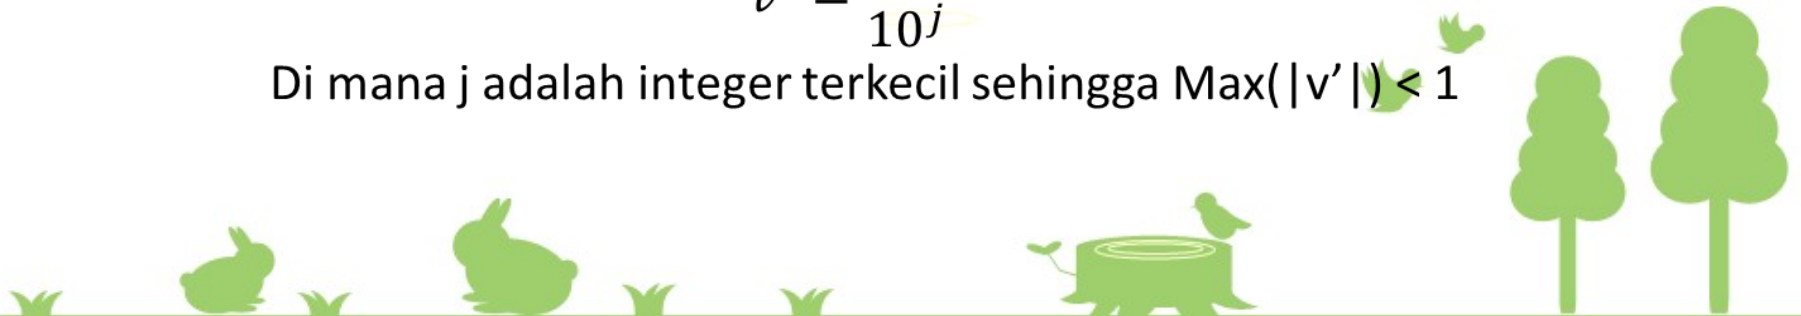 10^j
Di mana j adalah integer terkecil sehingga Max(|v’|) < 1